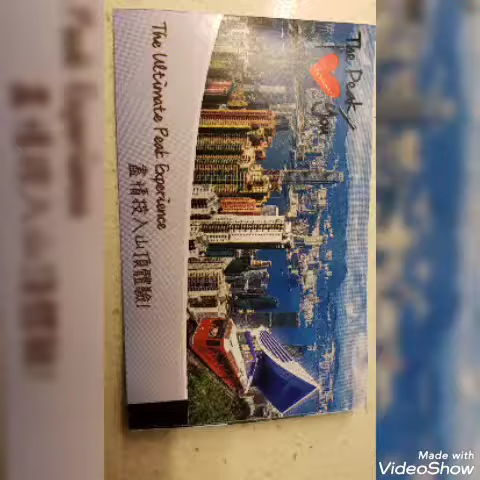 The Peak
You
The Ultimate Peak Experience
盡情投入山頂體驗!
Made with
VideoShow